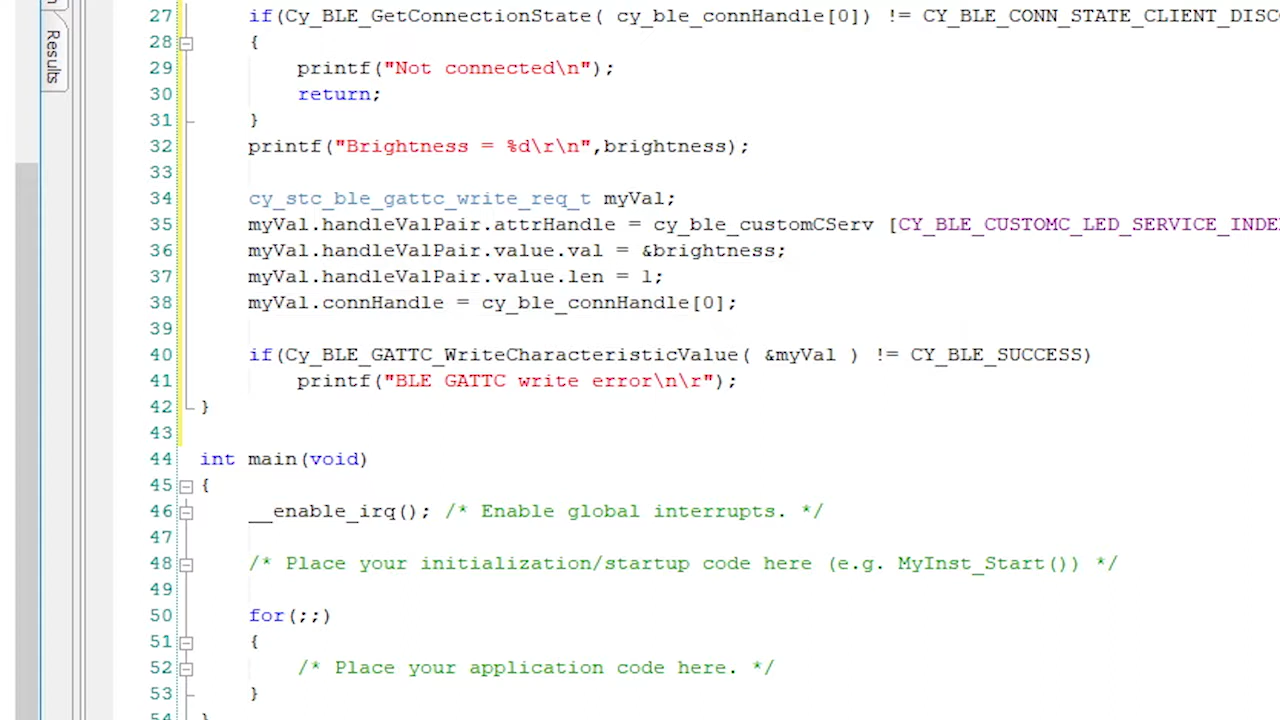 Results
27 if(Cy_BLE_GetConnectionState( cy_ble_connHandle[0]) != CY_BLE_CONN_STATE_CLIENT_DISC
28 {
29 printf("Not connected\n");
30 return;
31 }
32 printf("Brightness = %d\r\n",brightness);
33
34 cy_stc_ble_gattc_write_req_t myVal;
35 myVal.handleValPair.attrHandle = cy_ble_customCServ [CY_BLE_CUSTOMC_LED_SERVICE_INDE
36 myVal.handleValPair.value.val = &brightness;
37 myVal.handleValPair.value.len = 1;
38 myVal.connHandle = cy_ble_connHandle[0];
39
40 if(Cy_BLE_GATTC_WriteCharacteristicValue( &myVal ) != CY_BLE_SUCCESS)
41 printf("BLE GATTC write error\n\r");
42 }
43
44 int main(void)
45 {
46 __enable_irq(); /* Enable global interrupts. */
47
48 /* Place your initialization/startup code here (e.g. MyInst_Start()) */
49
50 for(;;)
51 {
52 /* Place your application code here. */
53 }
54 }